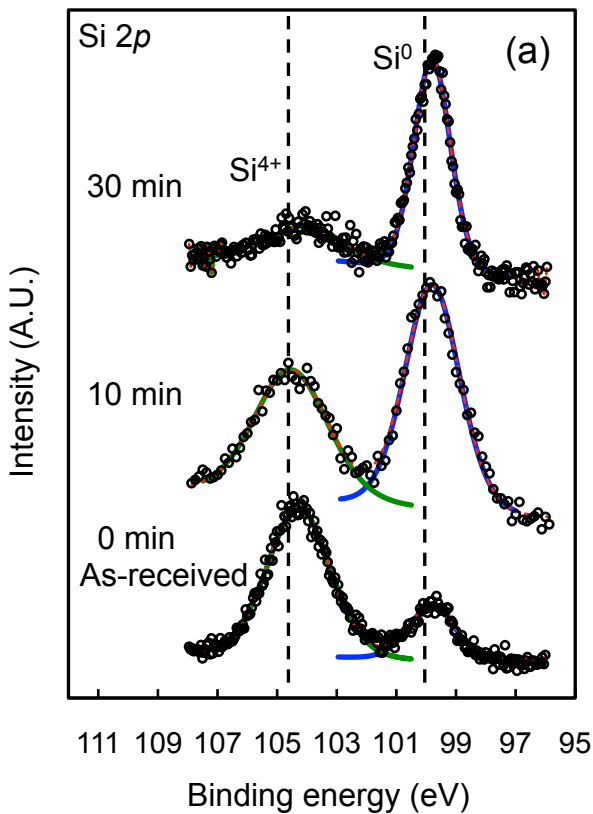 Si 2p
Si⁰
(a)
Si⁴⁺
30 min
10 min
0 min
As-received
Intensity (A.U.)
111 109 107 105 103 101 99 97 95
Binding energy (eV)